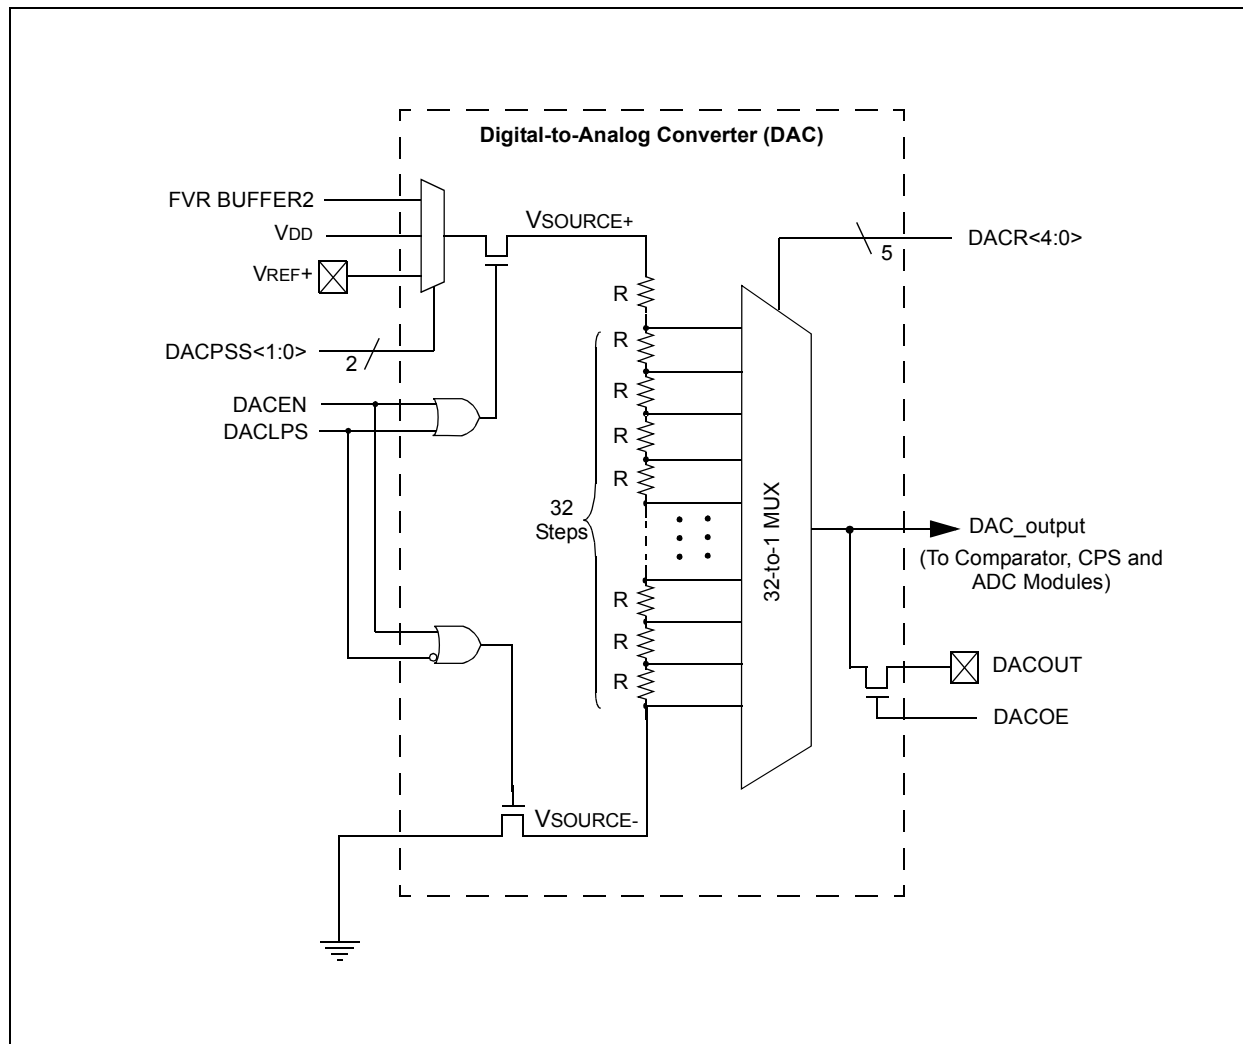 Digital-to-Analog Converter (DAC)
FVR BUFFER2
VDD
VREF+
DACPSS<1:0>
2
DACEN
DACLPS
VSOURCE+
R
R
R
R
R
32
Steps
R
R
R
VSOURCE-
32-to-1 MUX
5
DACR<4:0>
DAC_output
(To Comparator, CPS and
ADC Modules)
DACOUT
DACOE